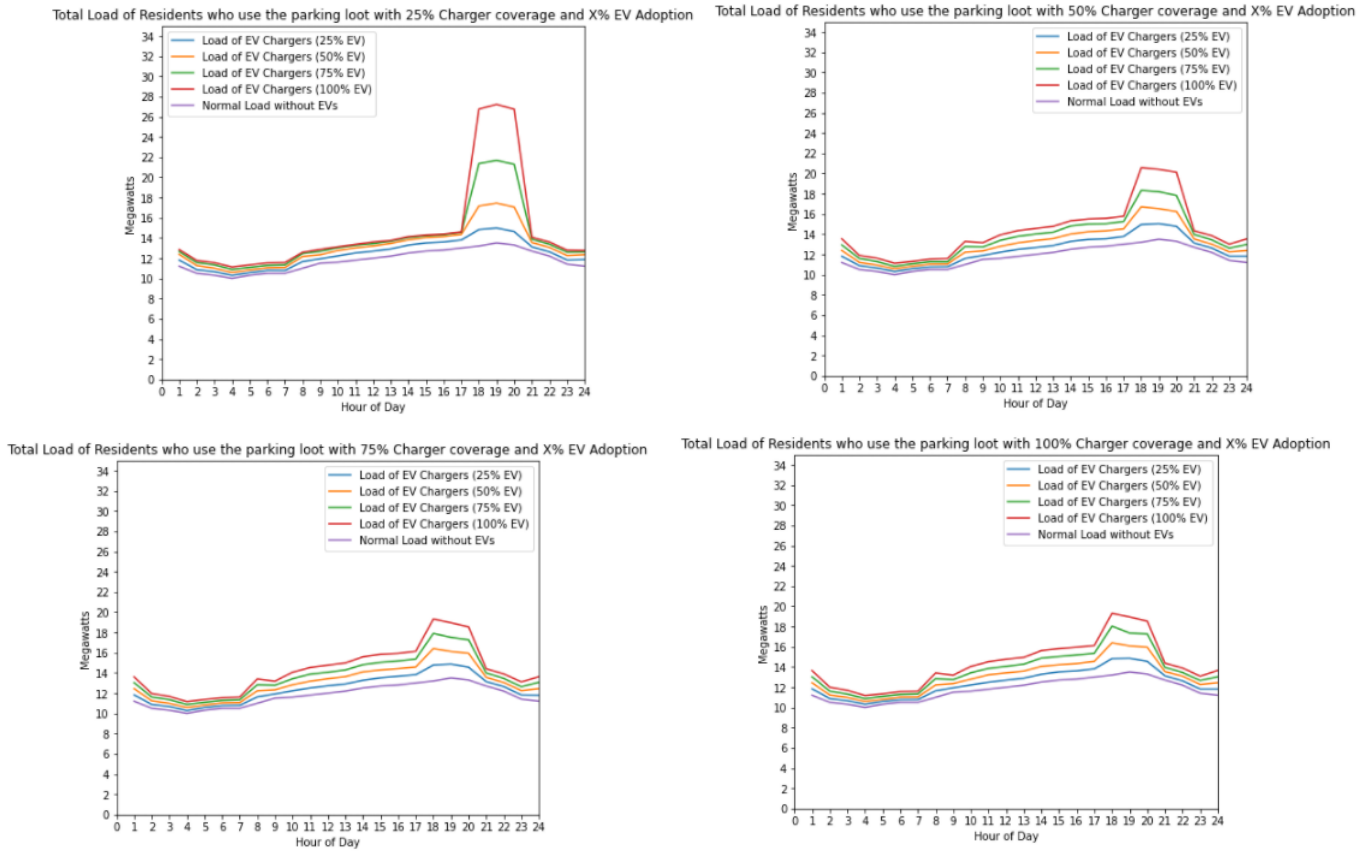 Total Load of Residents who use the parking loot with 25% Charger coverage and X% EV Adoption
Load of EV Chargers (25% EV)
Load of EV Chargers (50% EV)
Load of EV Chargers (75% EV)
Load of EV Chargers (100% EV)
Normal Load without EVs
Megawatts
34
32
30
28
26
24
22
20
18
16
14
12
10
8
6
4
2
0
0 1 2 3 4 5 6 7 8 9 10 11 12 13 14 15 16 17 18 19 20 21 22 23 24
Hour of Day
Total Load of Residents who use the parking loot with 50% Charger coverage and X% EV Adoption
Load of EV Chargers (25% EV)
Load of EV Chargers (50% EV)
Load of EV Chargers (75% EV)
Load of EV Chargers (100% EV)
Normal Load without EVs
Megawatts
34
32
30
28
26
24
22
20
18
16
14
12
10
8
6
4
2
0
0 1 2 3 4 5 6 7 8 9 10 11 12 13 14 15 16 17 18 19 20 21 22 23 24
Hour of Day
Total Load of Residents who use the parking loot with 75% Charger coverage and X% EV Adoption
Load of EV Chargers (25% EV)
Load of EV Chargers (50% EV)
Load of EV Chargers (75% EV)
Load of EV Chargers (100% EV)
Normal Load without EVs
Megawatts
34
32
30
28
26
24
22
20
18
16
14
12
10
8
6
4
2
0
0 1 2 3 4 5 6 7 8 9 10 11 12 13 14 15 16 17 18 19 20 21 22 23 24
Hour of Day
Total Load of Residents who use the parking loot with 100% Charger coverage and X% EV Adoption
Load of EV Chargers (25% EV)
Load of EV Chargers (50% EV)
Load of EV Chargers (75% EV)
Load of EV Chargers (100% EV)
Normal Load without EVs
Megawatts
34
32
30
28
26
24
22
20
18
16
14
12
10
8
6
4
2
0
0 1 2 3 4 5 6 7 8 9 10 11 12 13 14 15 16 17 18 19 20 21 22 23 24
Hour of Day